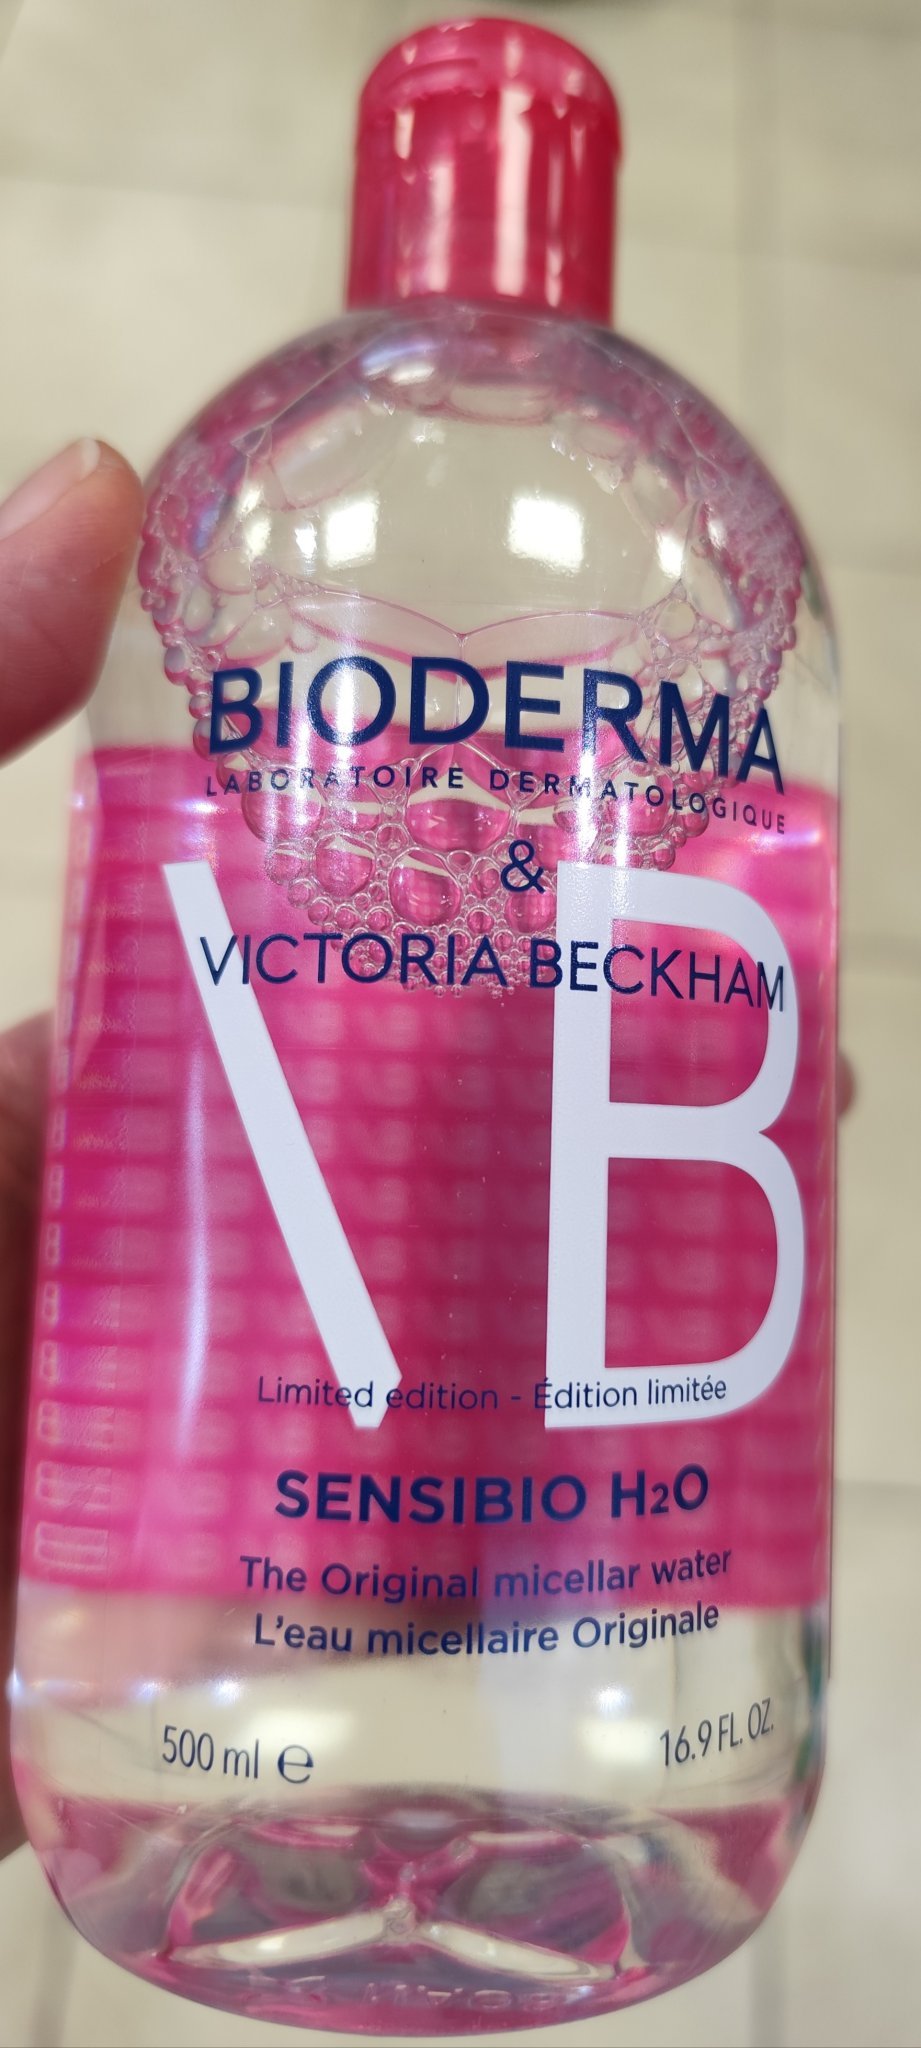 BIODERMA
LABORATOIRE DERMATOLOGIQUE
&
VICTORIA BECKHAM
\ B
Limited edition - Édition limitée
SENSIBIO H₂O
The Original micellar water
L'eau micellaire Originale
500 ml ℮ 16.9 FL. OZ.